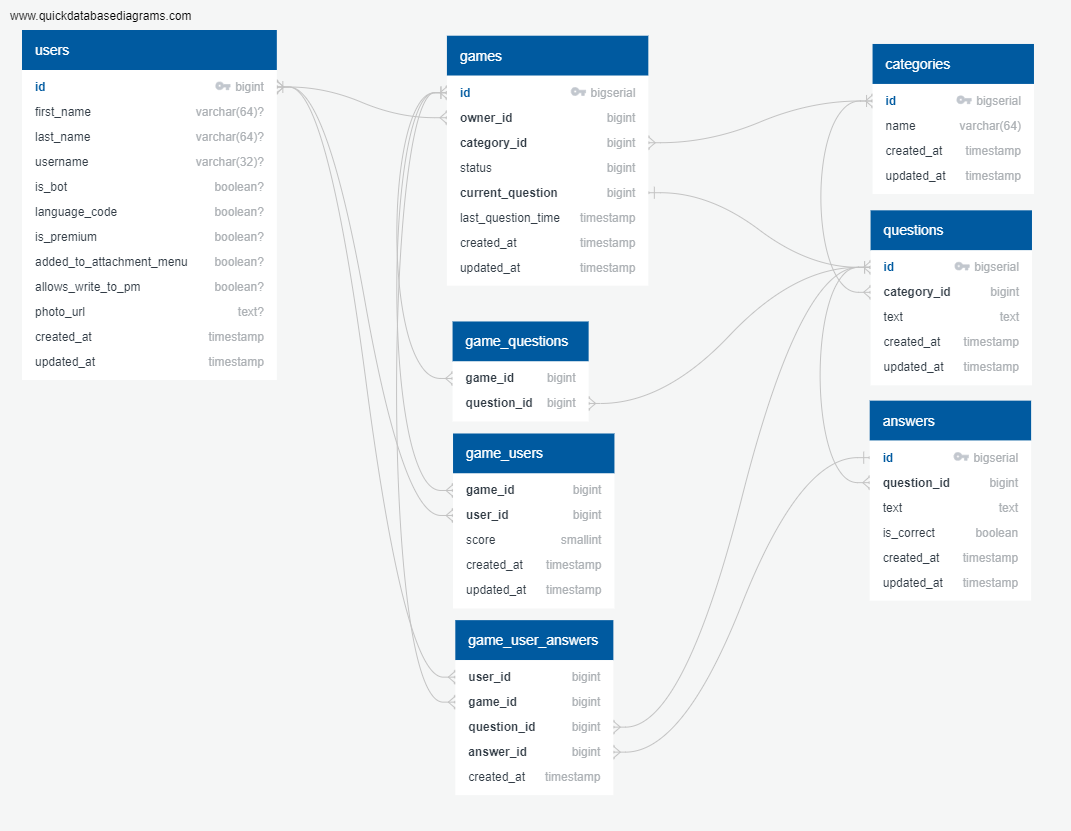 www.quickdatabasediagrams.com
users
id bigint
first_name varchar(64)?
last_name varchar(64)?
username varchar(32)?
is_bot boolean?
language_code boolean?
is_premium boolean?
added_to_attachment_menu boolean?
allows_write_to_pm boolean?
photo_url text?
created_at timestamp
updated_at timestamp
games
id bigserial
owner_id bigint
category_id bigint
status bigint
current_question bigint
last_question_time timestamp
created_at timestamp
updated_at timestamp
game_questions
game_id bigint
question_id bigint
game_users
game_id bigint
user_id bigint
score smallint
created_at timestamp
updated_at timestamp
game_user_answers
user_id bigint
game_id bigint
question_id bigint
answer_id bigint
created_at timestamp
categories
id bigserial
name varchar(64)
created_at timestamp
updated_at timestamp
questions
id bigserial
category_id bigint
text text
created_at timestamp
updated_at timestamp
answers
id bigserial
question_id bigint
text text
is_correct boolean
created_at timestamp
updated_at timestamp